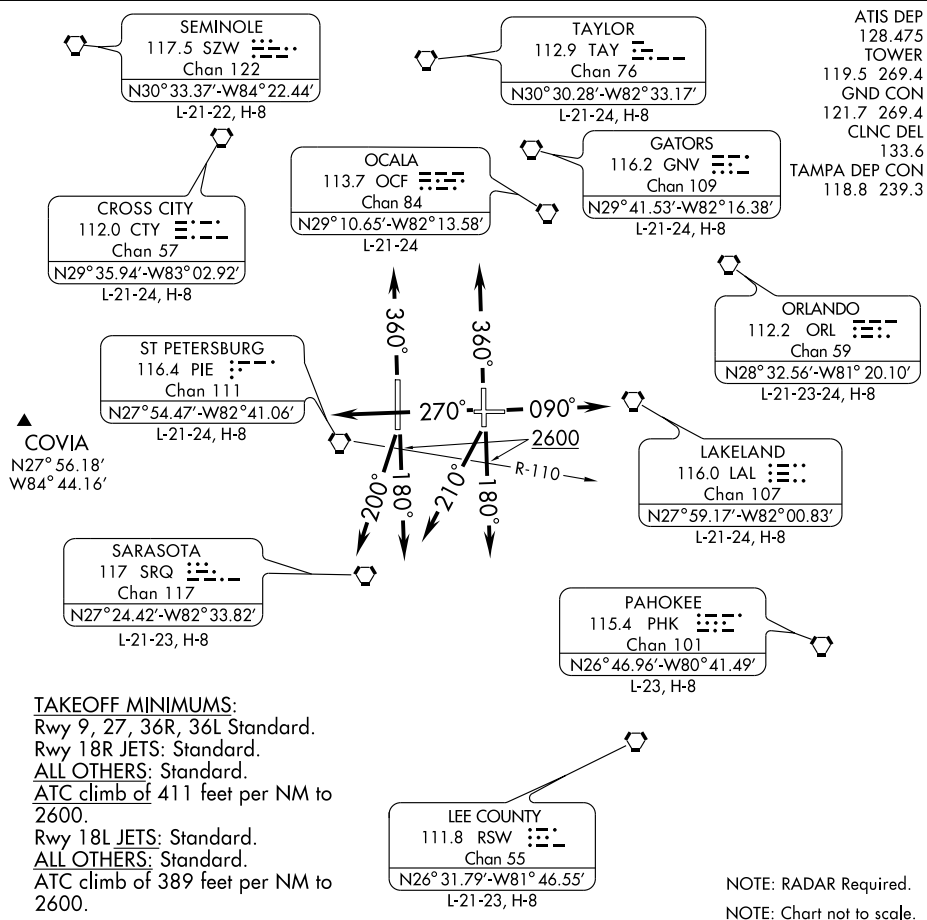 SEMINOLE
117.5 SZW
Chan 122
N30°33.37′-W84°22.44′
L-21-22, H-8
TAYLOR
112.9 TAY
Chan 76
N30°30.28′-W82°33.17′
L-21-24, H-8
ATIS DEP
128.475
TOWER
119.5 269.4
GND CON
121.7 269.4
CLNC DEL
133.6
TAMPA DEP CON
118.8 239.3
OCALA
113.7 OCF
Chan 84
N29°10.65′-W82°13.58′
L-21-24
GATORS
116.2 GNV
Chan 109
N29°41.53′-W82°16.38′
L-21-24, H-8
CROSS CITY
112.0 CTY
Chan 57
N29°35.94′-W83°02.92′
L-21-24, H-8
ORLANDO
112.2 ORL
Chan 59
N28°32.56′-W81°20.10′
L-21-23-24, H-8
ST PETERSBURG
116.4 PIE
Chan 111
N27°54.47′-W82°41.06′
L-21-24, H-8
360°
360°
270°
090°
2600
R-110
200°
180°
210°
180°
COVIA
N27°56.18′
W84°44.16′
LAKELAND
116.0 LAL
Chan 107
N27°59.17′-W82°00.83′
L-21-24, H-8
SARASOTA
117 SRQ
Chan 117
N27°24.42′-W82°33.82′
L-21-23, H-8
PAHOKEE
115.4 PHK
Chan 101
N26°46.96′-W80°41.49′
L-23, H-8
TAKEOFF MINIMUMS:
Rwy 9, 27, 36R, 36L Standard.
Rwy 18R JETS: Standard.
ALL OTHERS: Standard.
ATC climb of 411 feet per NM to
2600.
Rwy 18L JETS: Standard.
ALL OTHERS: Standard.
ATC climb of 389 feet per NM to
2600.
LEE COUNTY
111.8 RSW
Chan 55
N26°31.79′-W81°46.55′
L-21-23, H-8
NOTE: RADAR Required.
NOTE: Chart not to scale.